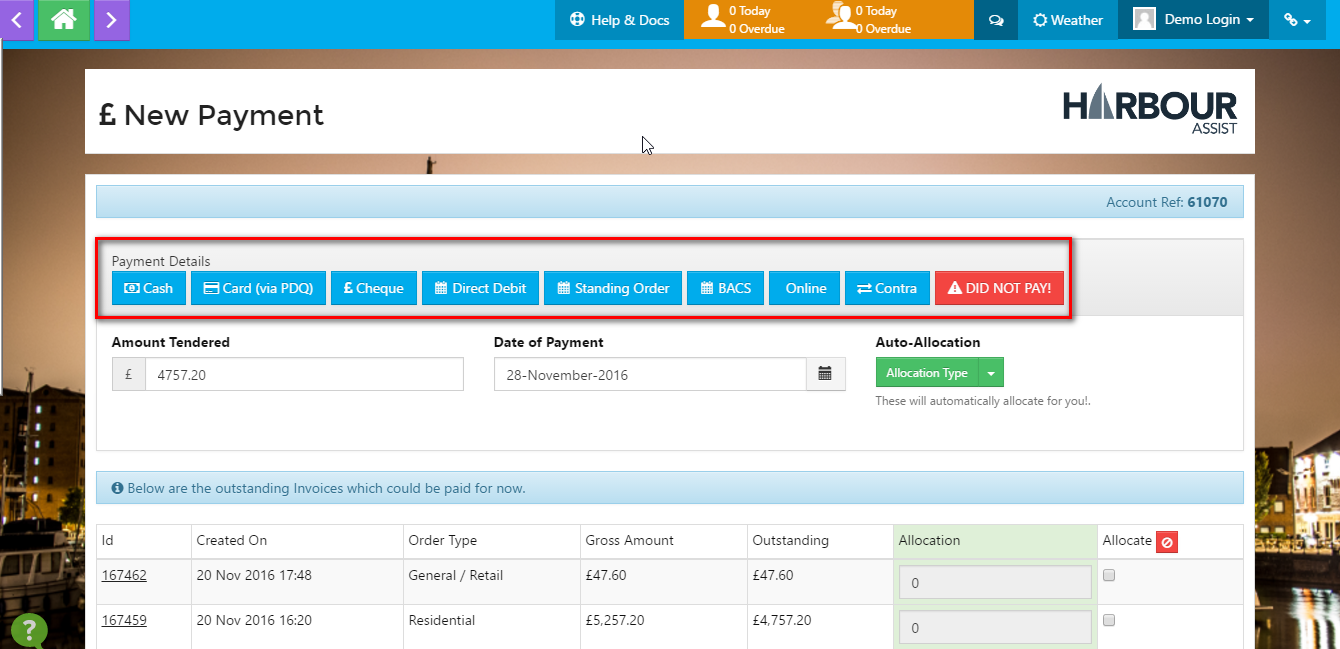 Help & Docs
0 Today
0 Overdue
0 Today
0 Overdue
Weather
Demo Login
£ New Payment
HARBOUR
ASSIST
Account Ref: 61070
Payment Details
Cash Card (via PDQ) £ Cheque Direct Debit Standing Order BACS Online Contra DID NOT PAY!
Amount Tendered Date of Payment Auto-Allocation
£ 4757.20 28-November-2016 Allocation Type
These will automatically allocate for you!.
Below are the outstanding Invoices which could be paid for now.
Id Created On Order Type Gross Amount Outstanding Allocation Allocate
167462 20 Nov 2016 17:48 General / Retail £47.60 £47.60 0
167459 20 Nov 2016 16:20 Residential £5,257.20 £4,757.20 0
?